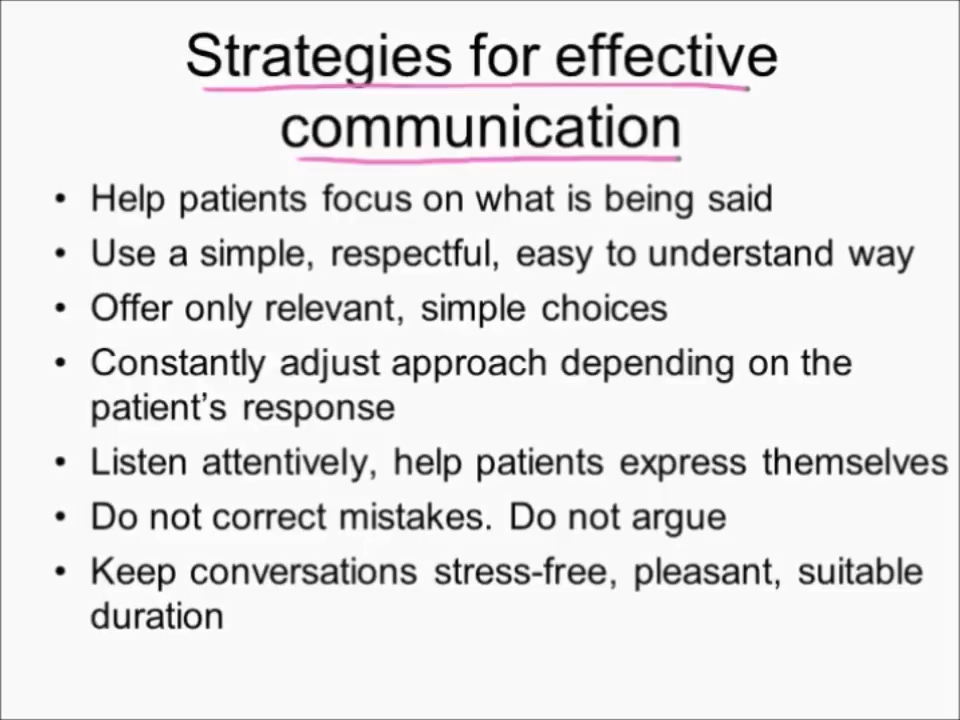 Strategies for effective
communication
• Help patients focus on what is being said
• Use a simple, respectful, easy to understand way
• Offer only relevant, simple choices
• Constantly adjust approach depending on the
patient’s response
• Listen attentively, help patients express themselves
• Do not correct mistakes. Do not argue
• Keep conversations stress-free, pleasant, suitable
duration